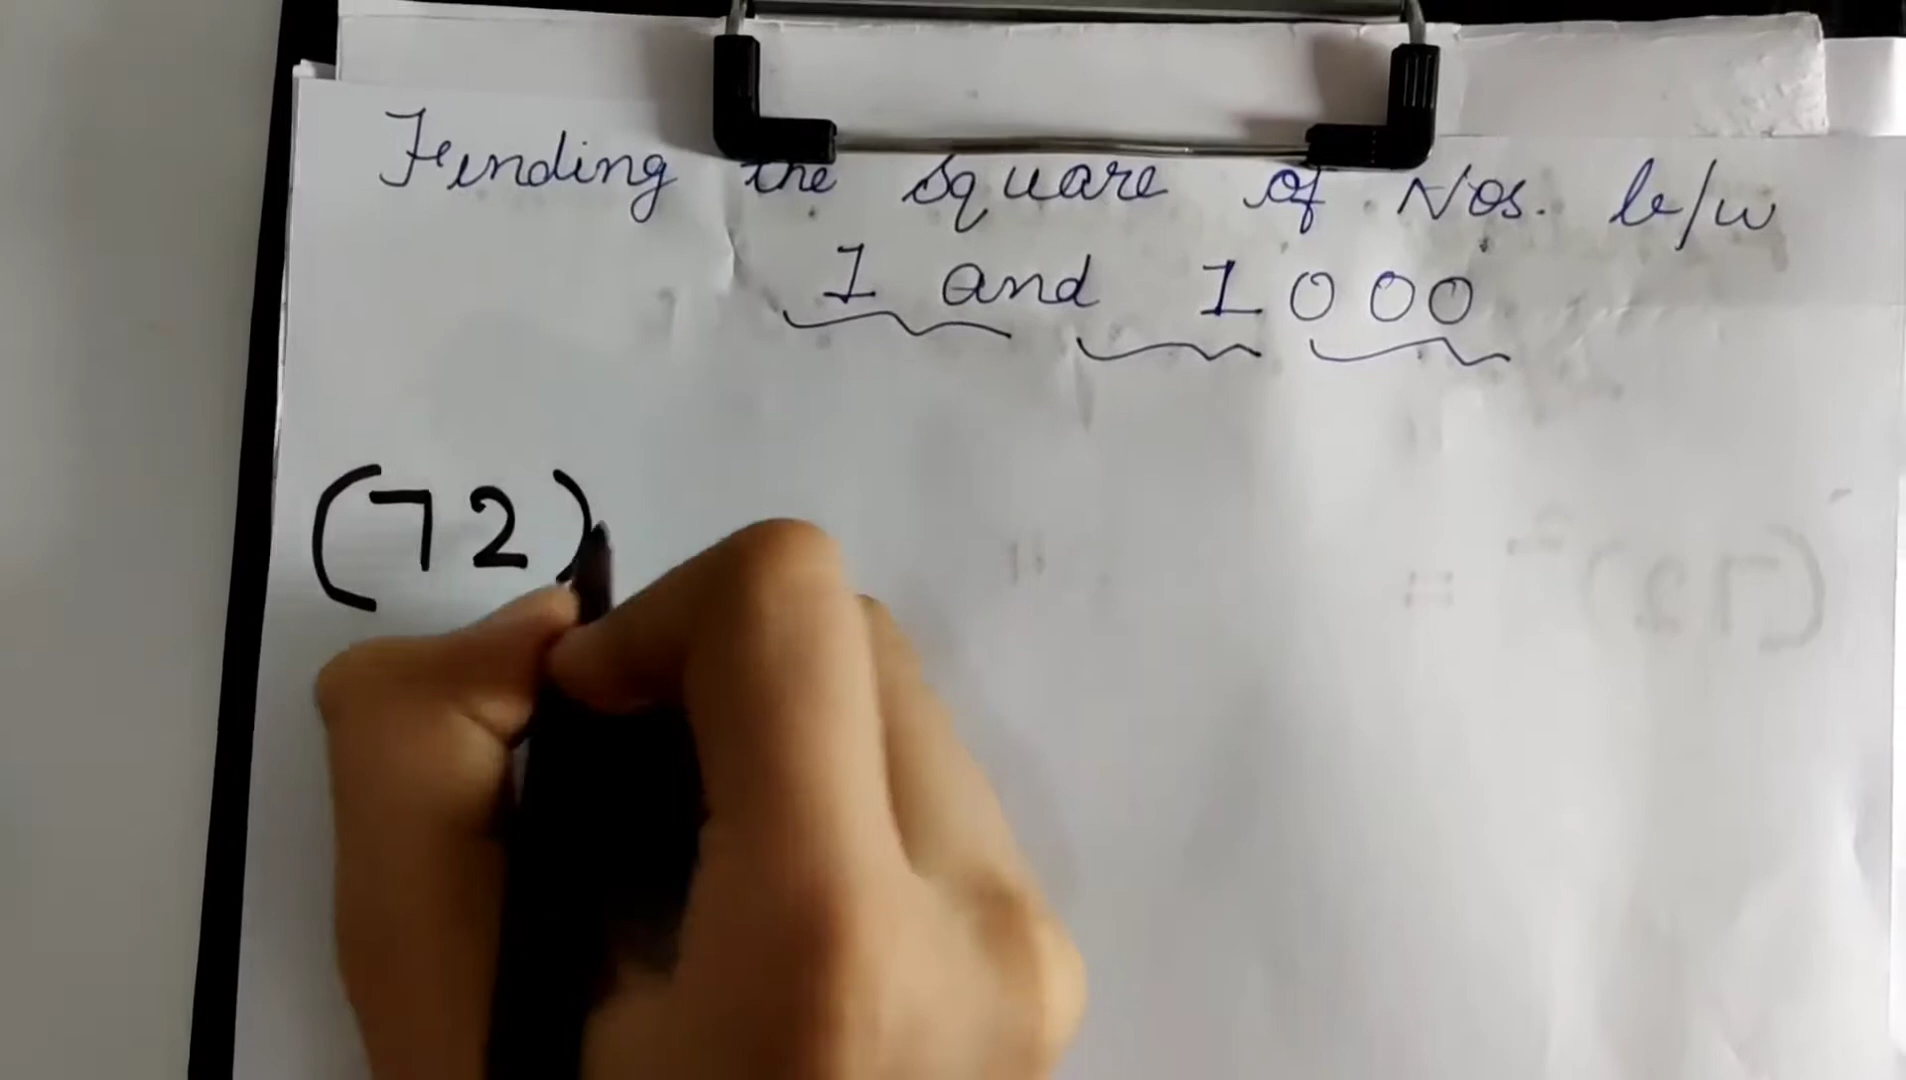 Finding the square of Nos. b/w
1 and 1000
(72)